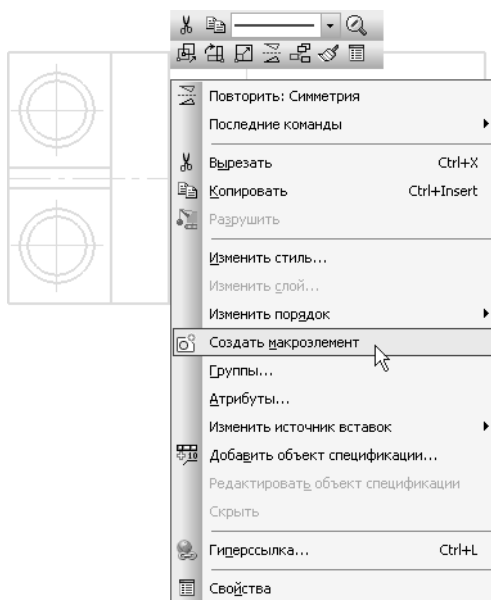 Повторить: Симметрия
Последние команды
Вырезать Ctrl+X
Копировать Ctrl+Insert
Разрушить
Изменить стиль...
Изменить слой...
Изменить порядок
Создать макроэлемент
Группы...
Атрибуты...
Изменить источник вставок
Добавить объект спецификации...
Редактировать объект спецификации
Скрыть
Гиперссылка... Ctrl+L
Свойства